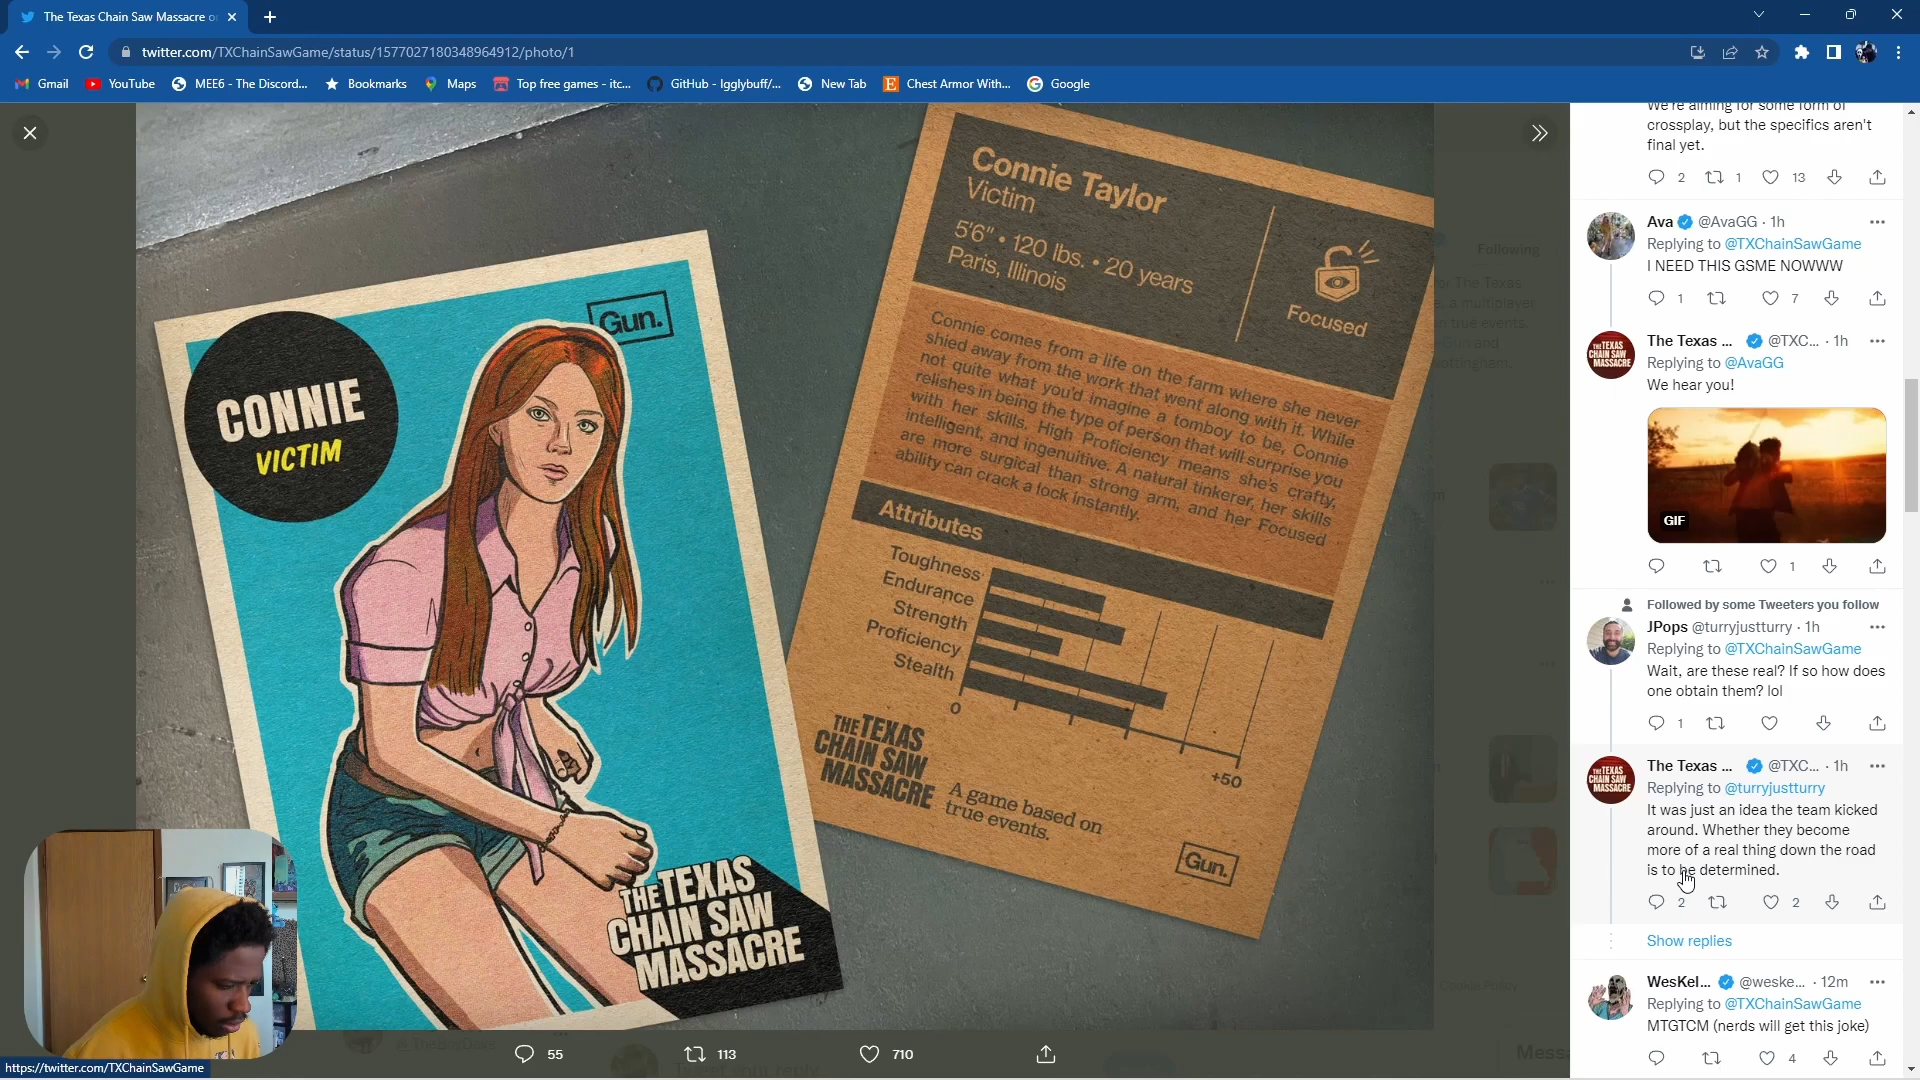 The Texas Chain Saw Massacre o
twitter.com/TXChainSawGame/status/1577027180348964912/photo/1
Gmail
YouTube
MEE6 - The Discord...
Bookmarks
Maps
Top free games - itc...
GitHub - Igglybuff/...
New Tab
Chest Armor With...
Google
Gun.
CONNIE
VICTIM
THE TEXAS
CHAIN SAW
MASSACRE
Connie Taylor
Victim
5'6" • 120 lbs. • 20 years
Paris, Illinois
Focused
Connie comes from a life on the farm where she never
shied away from the work that went along with it. While
not quite what you'd imagine a tomboy to be, Connie
relishes in being the type of person that will surprise you
with her skills. High Proficiency means she's crafty,
intelligent, and ingenuitive. A natural tinkerer, her skills
are more surgical than strong arm, and her Focused
ability can crack a lock instantly.
Attributes
Toughness
Endurance
Strength
Proficiency
Stealth
0
+50
THE TEXAS
CHAIN SAW
MASSACRE
A game based on
true events.
Gun.
55
113
710
Following
We're aiming for some form of
crossplay, but the specifics aren't
final yet.
2 1 13
Ava @AvaGG · 1h
Replying to @TXChainSawGame
I NEED THIS GSME NOWWW
1 7
The Texas ... @TXC... · 1h
Replying to @AvaGG
We hear you!
GIF
1
Followed by some Tweeters you follow
JPops @turryjustturry · 1h
Replying to @TXChainSawGame
Wait, are these real? If so how does
one obtain them? lol
1
The Texas ... @TXC... · 1h
Replying to @turryjustturry
It was just an idea the team kicked
around. Whether they become
more of a real thing down the road
is to be determined.
2 2
Show replies
WesKel... @weske... · 12m
Replying to @TXChainSawGame
MTGTCM (nerds will get this joke)
4
https://twitter.com/TXChainSawGame